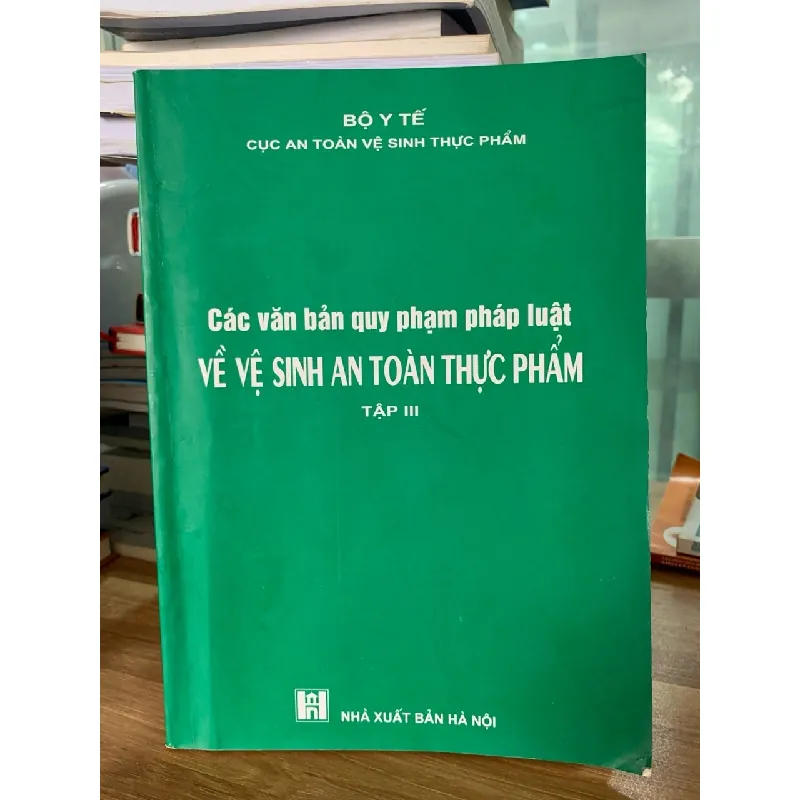 BỘ Y TẾ
CỤC AN TOÀN VỆ SINH THỰC PHẨM
Các văn bản quy phạm pháp luật
VỀ VỆ SINH AN TOÀN THỰC PHẨM
TẬP III
NHÀ XUẤT BẢN HÀ NỘI